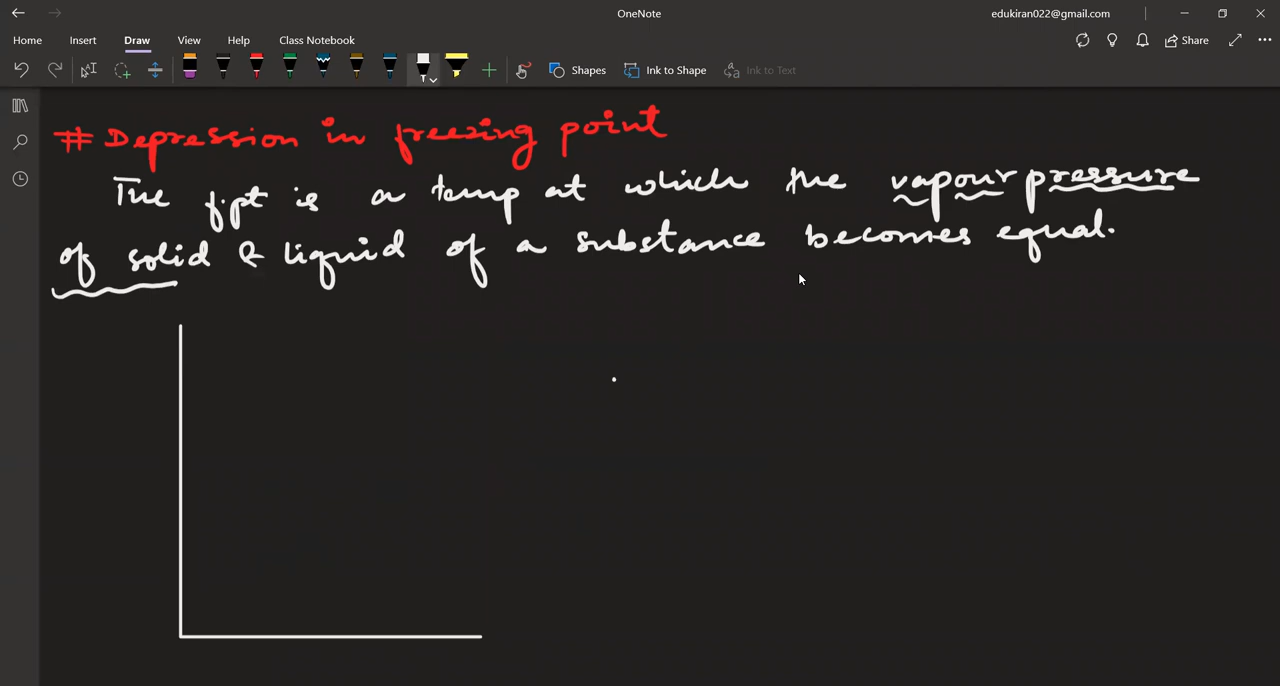 OneNote
edukiran022@gmail.com
Home Insert Draw View Help Class Notebook
Share
Shapes Ink to Shape Ink to Text
# Depression in freezing point
The f.pt is a temp at which the vapour pressure
of solid & liquid of a substance becomes equal.